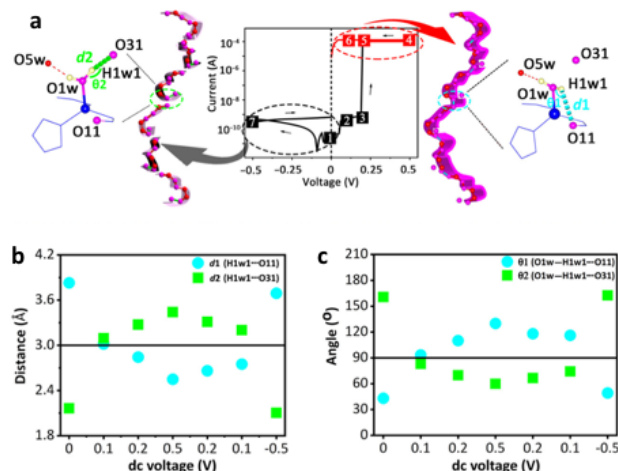 a
d2
O31
H1w1
θ2
O5w
O1w
O11
Current (A)
10⁻⁴
10⁻⁶
10⁻⁸
10⁻¹⁰
6 5 4
7 1 2 3
−0.5 −0.25 0 0.25 0.5
Voltage (V)
O31
O5w
H1w1
O1w
θ1 d1
O11
b
d1 (H1w1···O11)
d2 (H1w1···O31)
Distance (Å)
4.2
3.6
3.0
2.4
1.8
0 0.1 0.2 0.5 0.2 0.1 -0.5
dc voltage (V)
c
θ1 (O1w—H1w1···O11)
θ2 (O1w—H1w1···O31)
Angle (º)
210
180
150
120
90
60
30
0
0 0.1 0.2 0.5 0.2 0.1 -0.5
dc voltage (V)